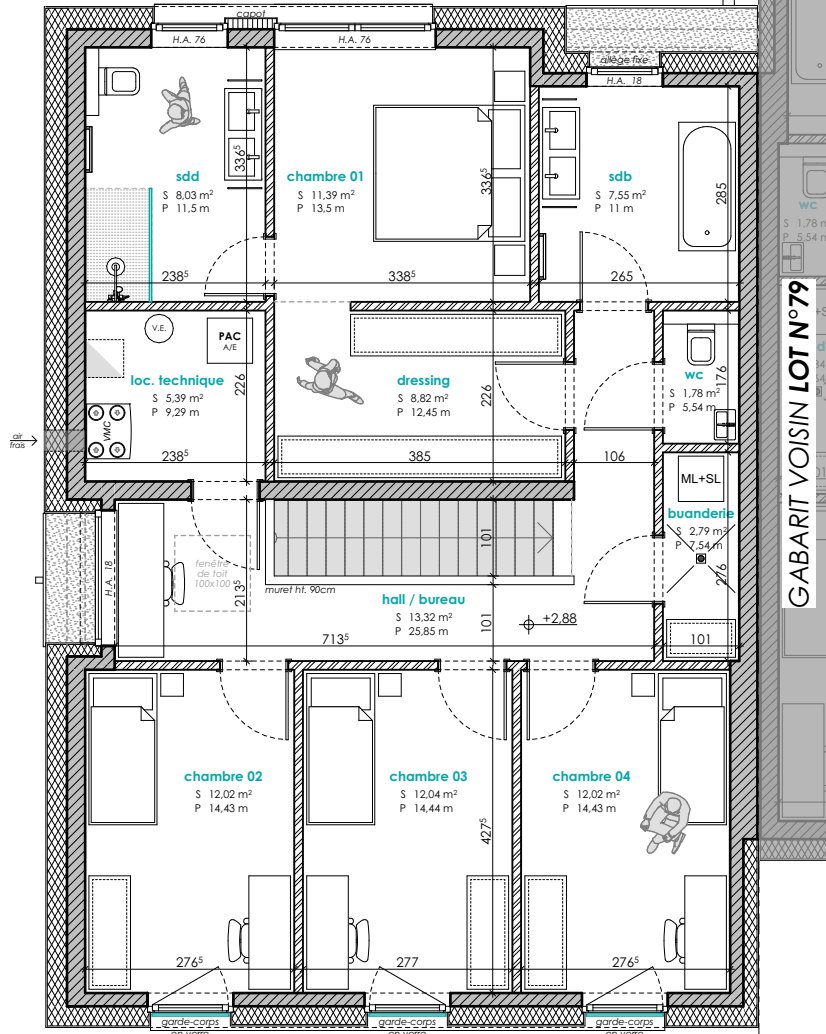 capot
H.A. 76
H.A. 76
allège fixe
H.A. 18
sdd
S 8,03 m²
P 11,5 m
336⁵
chambre 01
S 11,39 m²
P 13,5 m
336⁵
sdb
S 7,55 m²
P 11 m
285
wc
S 1,78 m
P 5,54 m
238⁵
338⁵
265
V.E.
PAC
A/E
loc. technique
S 5,39 m²
P 9,29 m
226
dressing
S 8,82 m²
P 12,45 m
226
wc
S 1,78 m²
P 5,54 m
176
VMC
air
frais
238⁵
385
106
ML+SL
buanderie
S 2,79 m²
P 7,54 m
276
101
GABARIT VOISIN LOT N°79
H.A. 18
fenêtre
de toit
100x100
213⁵
muret ht. 90cm
101
hall / bureau
S 13,32 m²
P 25,85 m
101
+2,88
713⁵
chambre 02
S 12,02 m²
P 14,43 m
chambre 03
S 12,04 m²
P 14,44 m
chambre 04
S 12,02 m²
P 14,43 m
427⁵
276⁵
277
276⁵
garde-corps
en verre
garde-corps
en verre
garde-corps
en verre